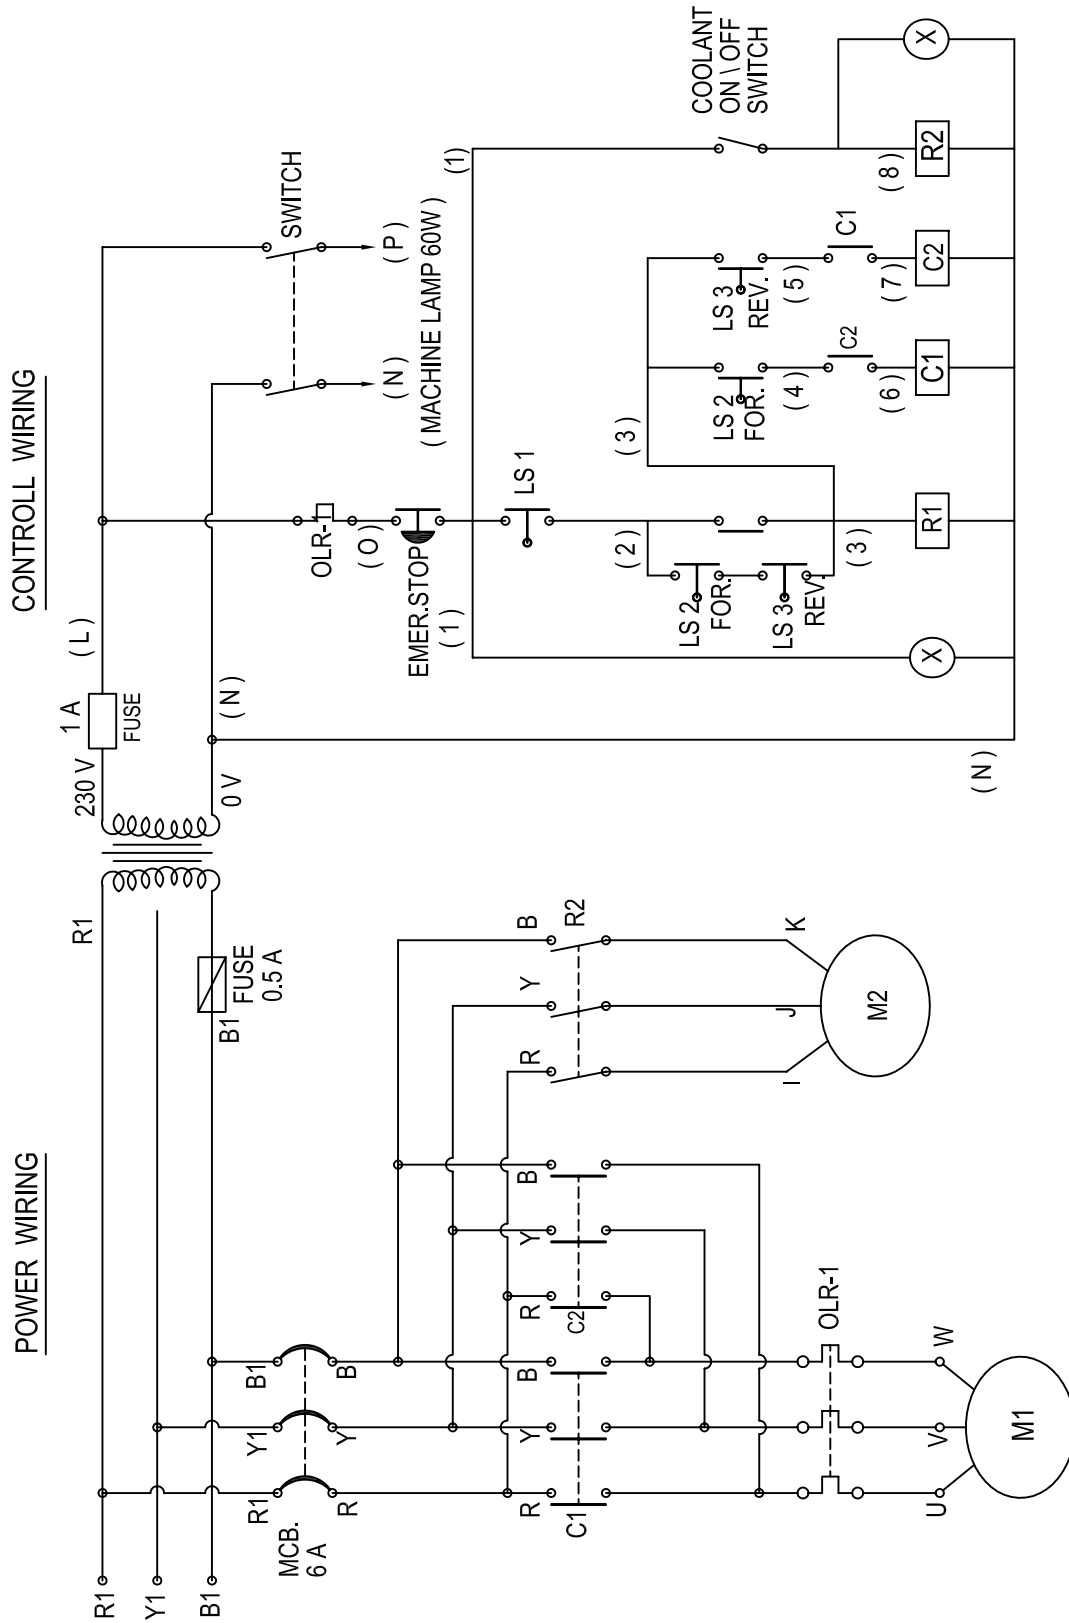 POWER WIRING
CONTROLL WIRING
R1
Y1
B1
R1
Y1
B1
MCB.
6 A
R
Y
B
B1
FUSE
0.5 A
R1
230 V
0 V
1 A
FUSE
( L )
( N )
( N )
R
Y
B
C1
R
Y
B
C2
R
Y
B
R2
OLR-1
U
V
W
M1
I
J
K
M2
SWITCH
( P )
( N )
( MACHINE LAMP 60W )
OLR-1
( O )
EMER.STOP
( 1 )
(1)
LS 1
( 2 )
LS 2
FOR.
LS 3
REV.
( 3 )
( 3 )
LS 2
FOR.
( 4 )
C2
( 6 )
LS 3
REV.
( 5 )
C1
( 7 )
COOLANT
ON \ OFF
SWITCH
( 8 )
X
R1
C1
C2
R2
X